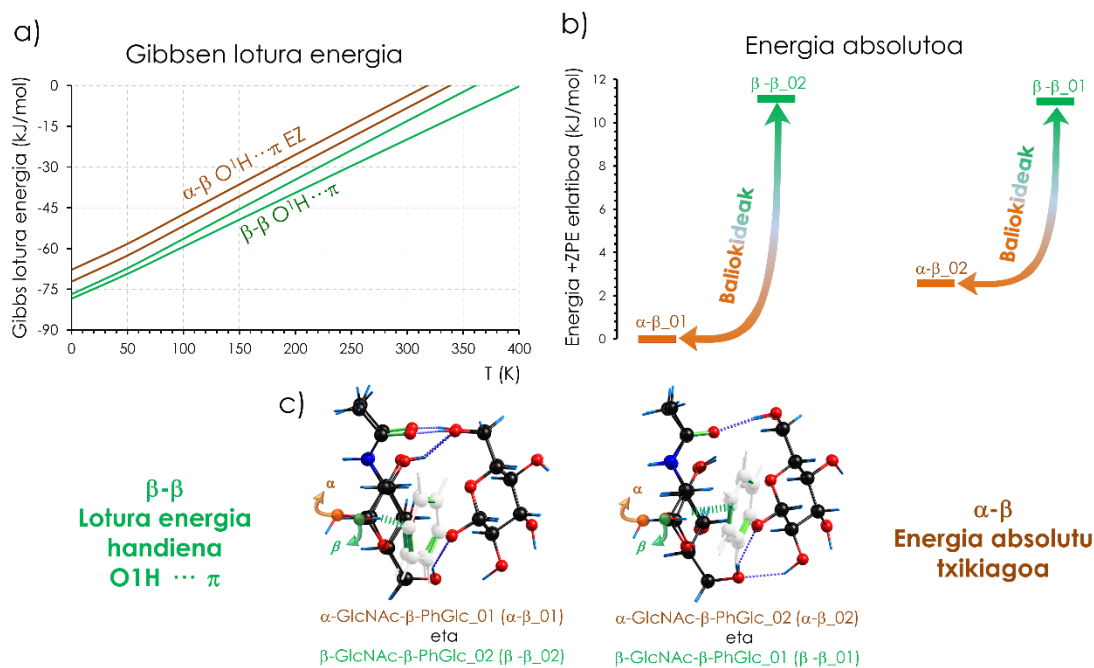 a)
Gibbsen lotura energia
Gibbs lotura energia (kJ/mol)
0
-15
-30
-45
-60
-75
-90
α-β O¹H⋯π EZ
β-β O¹H⋯π
0
50
100
150
200
250
300
350
400
T (K)
b)
Energia absolutoa
Energia +ZPE erlatiboa (kJ/mol)
12
10
8
6
4
2
0
β -β_02
β -β_01
Baliokideak
Baliokideak
α-β_02
α-β_01
c)
α
β
α
β
β-β
Lotura energia
handiena
O1H ⋯ π
α-β
Energia absolutu
txikiagoa
α-GlcNAc-β-PhGlc_01 (α-β_01)
eta
β-GlcNAc-β-PhGlc_02 (β -β_02)
α-GlcNAc-β-PhGlc_02 (α-β_02)
eta
β-GlcNAc-β-PhGlc_01 (β -β_01)